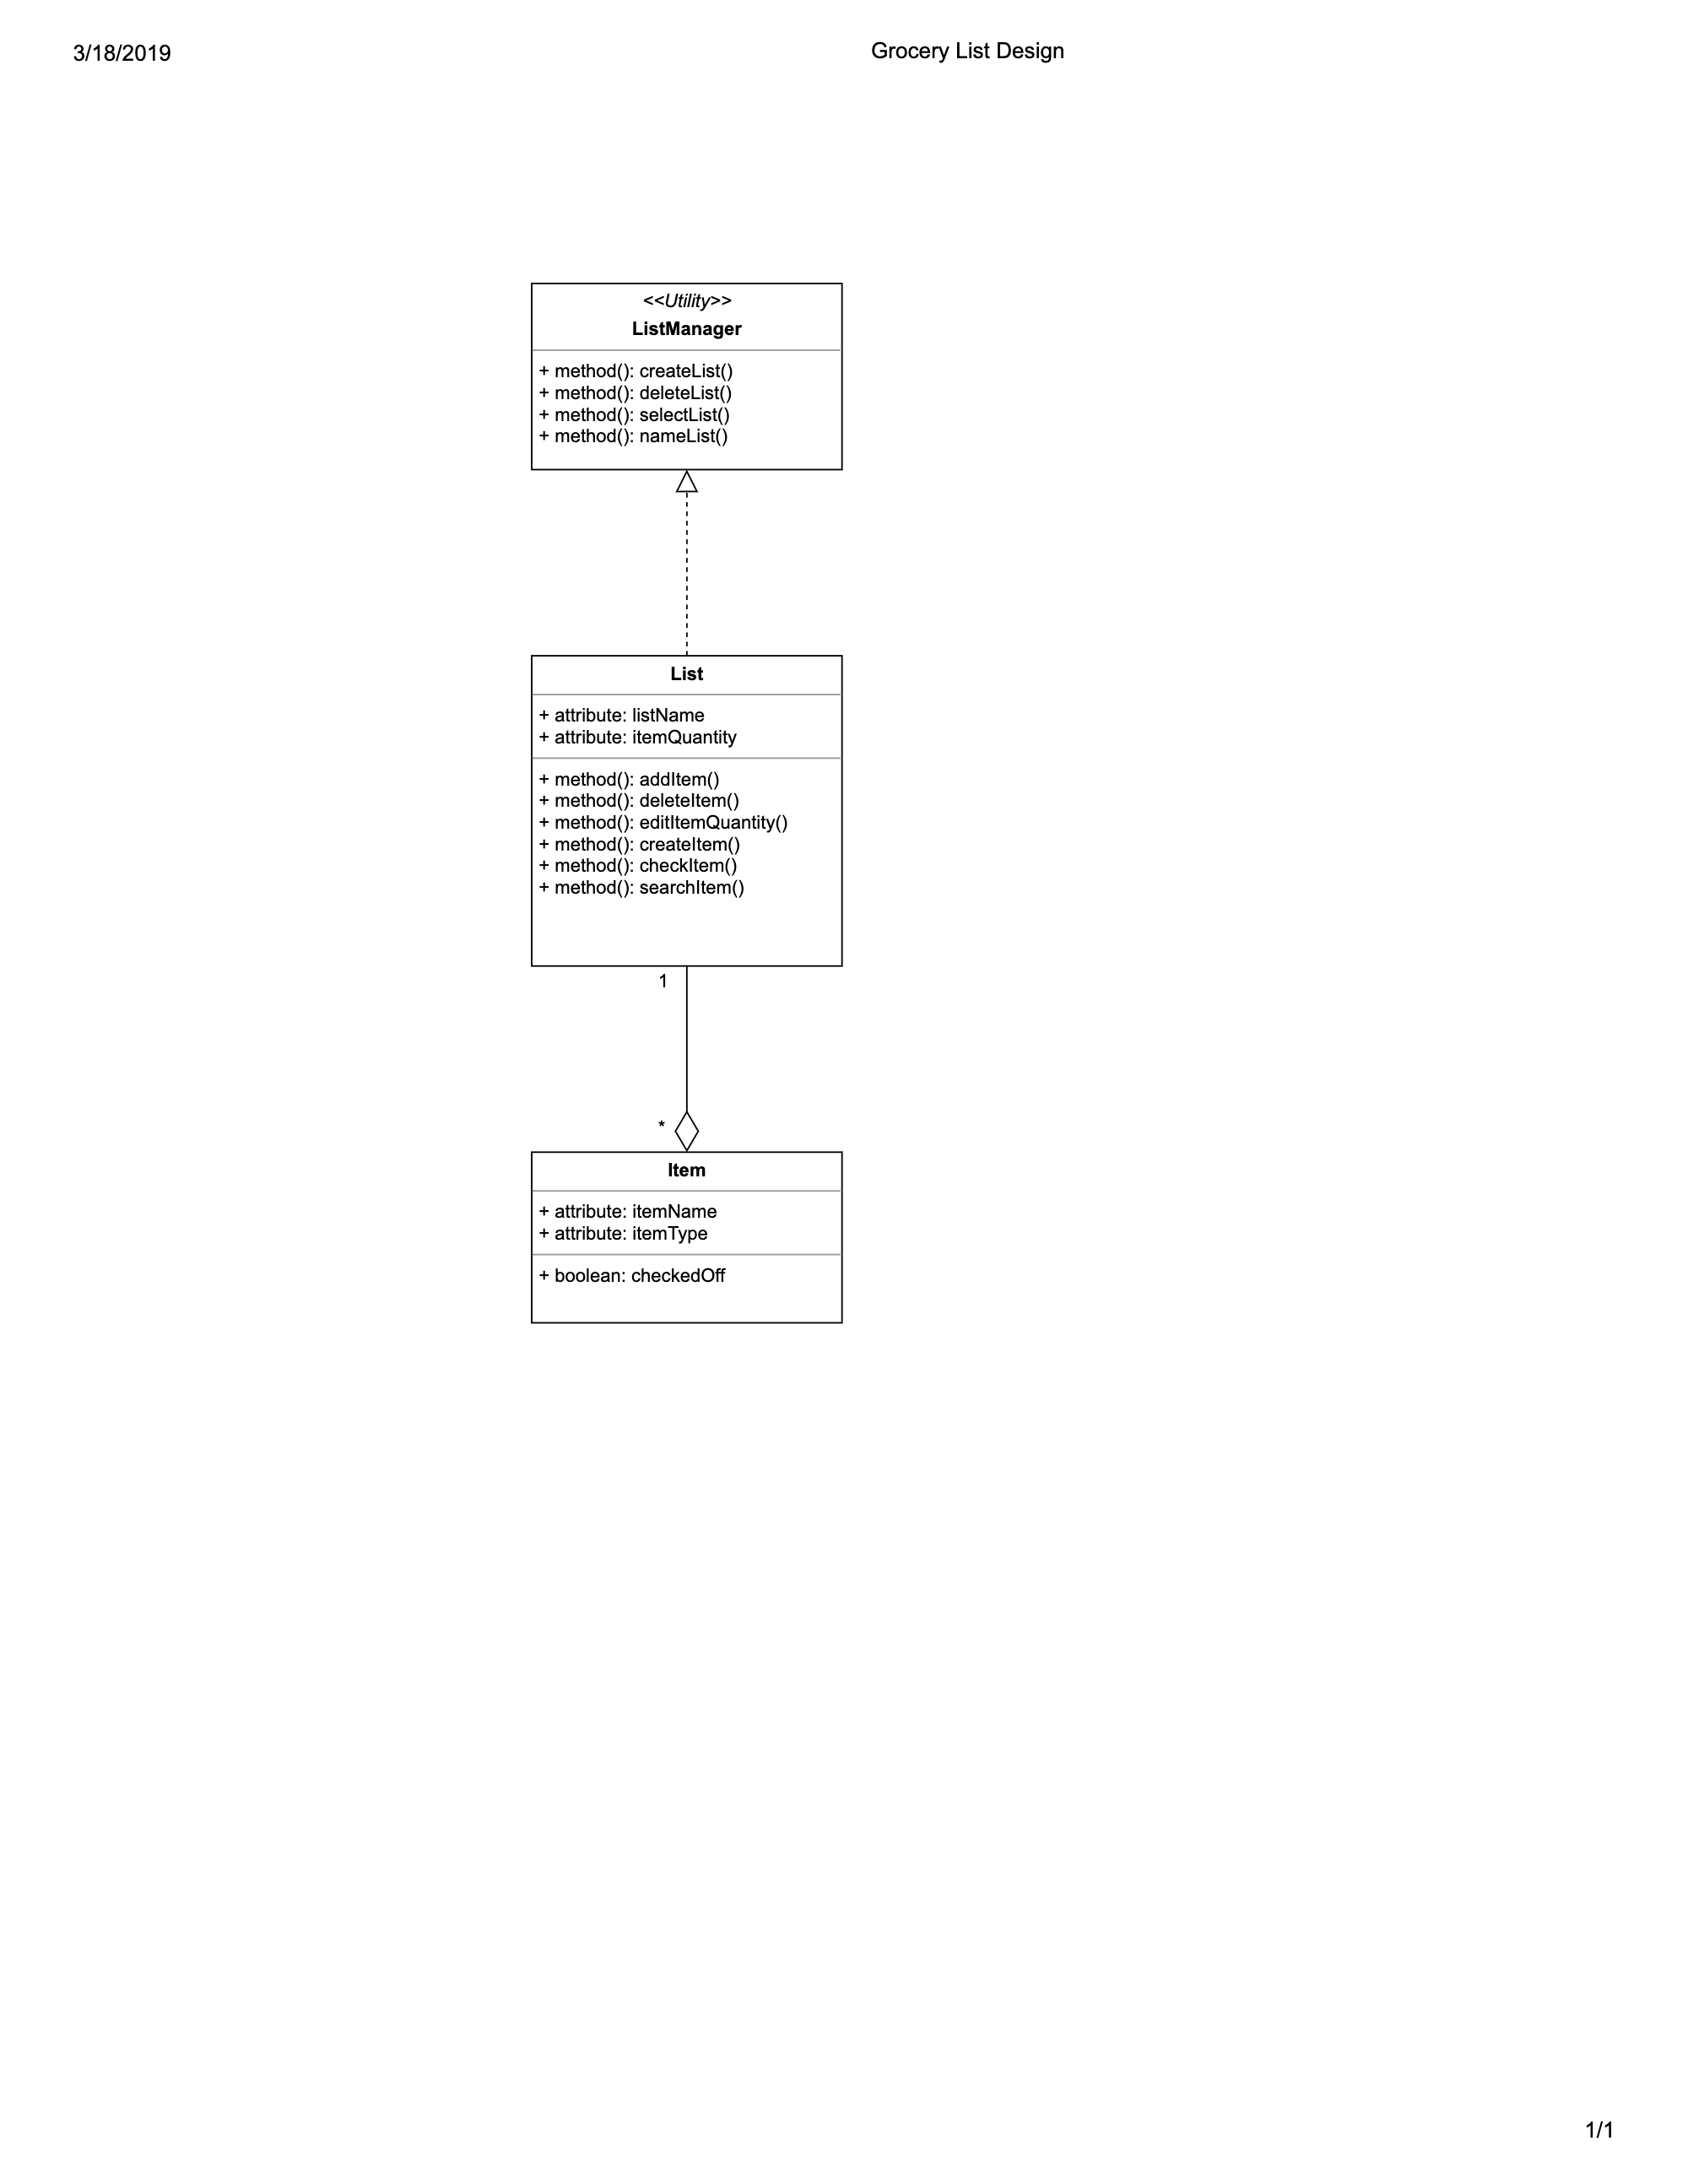 3/18/2019
Grocery List Design
<<Utility>>
ListManager
+ method(): createList()
+ method(): deleteList()
+ method(): selectList()
+ method(): nameList()
List
+ attribute: listName
+ attribute: itemQuantity
+ method(): addItem()
+ method(): deleteItem()
+ method(): editItemQuantity()
+ method(): createItem()
+ method(): checkItem()
+ method(): searchItem()
1
*
Item
+ attribute: itemName
+ attribute: itemType
+ boolean: checkedOff
1/1